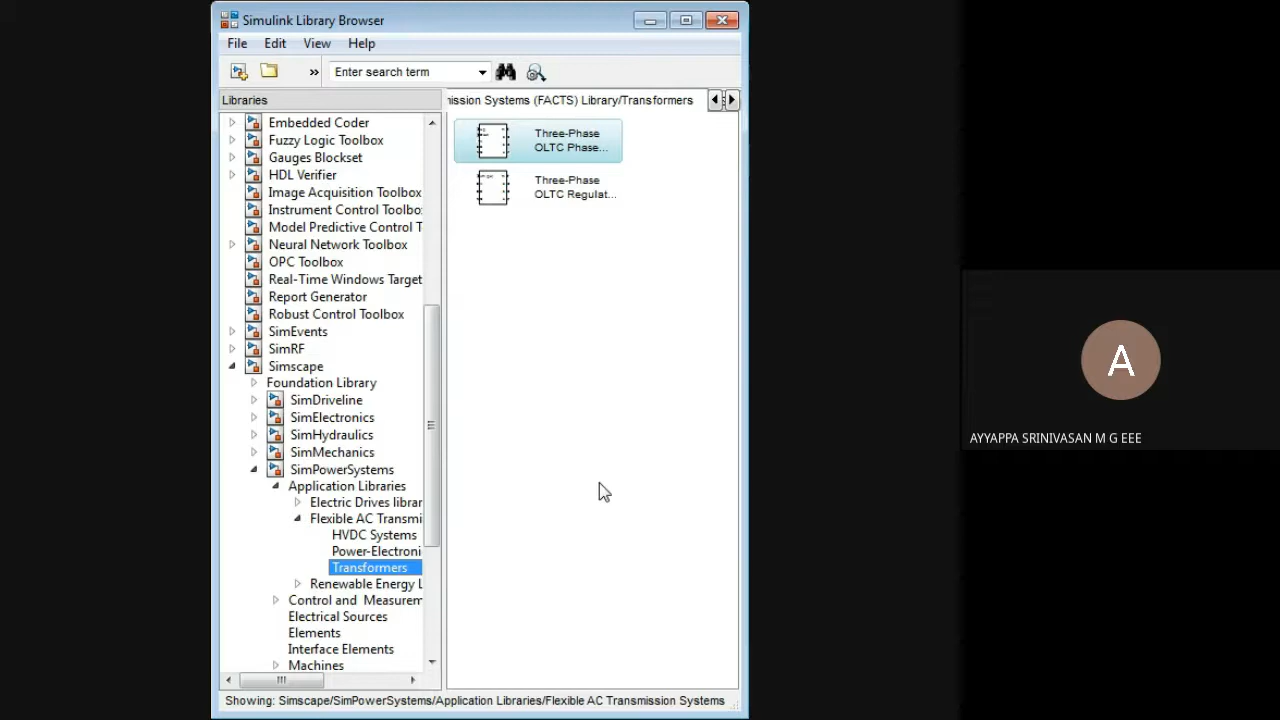 Simulink Library Browser
File Edit View Help
» Enter search term
Libraries
ission Systems (FACTS) Library/Transformers
Embedded Coder
Fuzzy Logic Toolbox
Gauges Blockset
HDL Verifier
Image Acquisition Toolbox
Instrument Control Toolbo
Model Predictive Control T
Neural Network Toolbox
OPC Toolbox
Real-Time Windows Target
Report Generator
Robust Control Toolbox
SimEvents
SimRF
Simscape
Foundation Library
SimDriveline
SimElectronics
SimHydraulics
SimMechanics
SimPowerSystems
Application Libraries
Electric Drives librar
Flexible AC Transmi
HVDC Systems
Power-Electroni
Transformers
Renewable Energy L
Control and Measurem
Electrical Sources
Elements
Interface Elements
Machines
Three-Phase
OLTC Phase...
Three-Phase
OLTC Regulat...
Showing: Simscape/SimPowerSystems/Application Libraries/Flexible AC Transmission Systems
A
AYYAPPA SRINIVASAN M G EEE